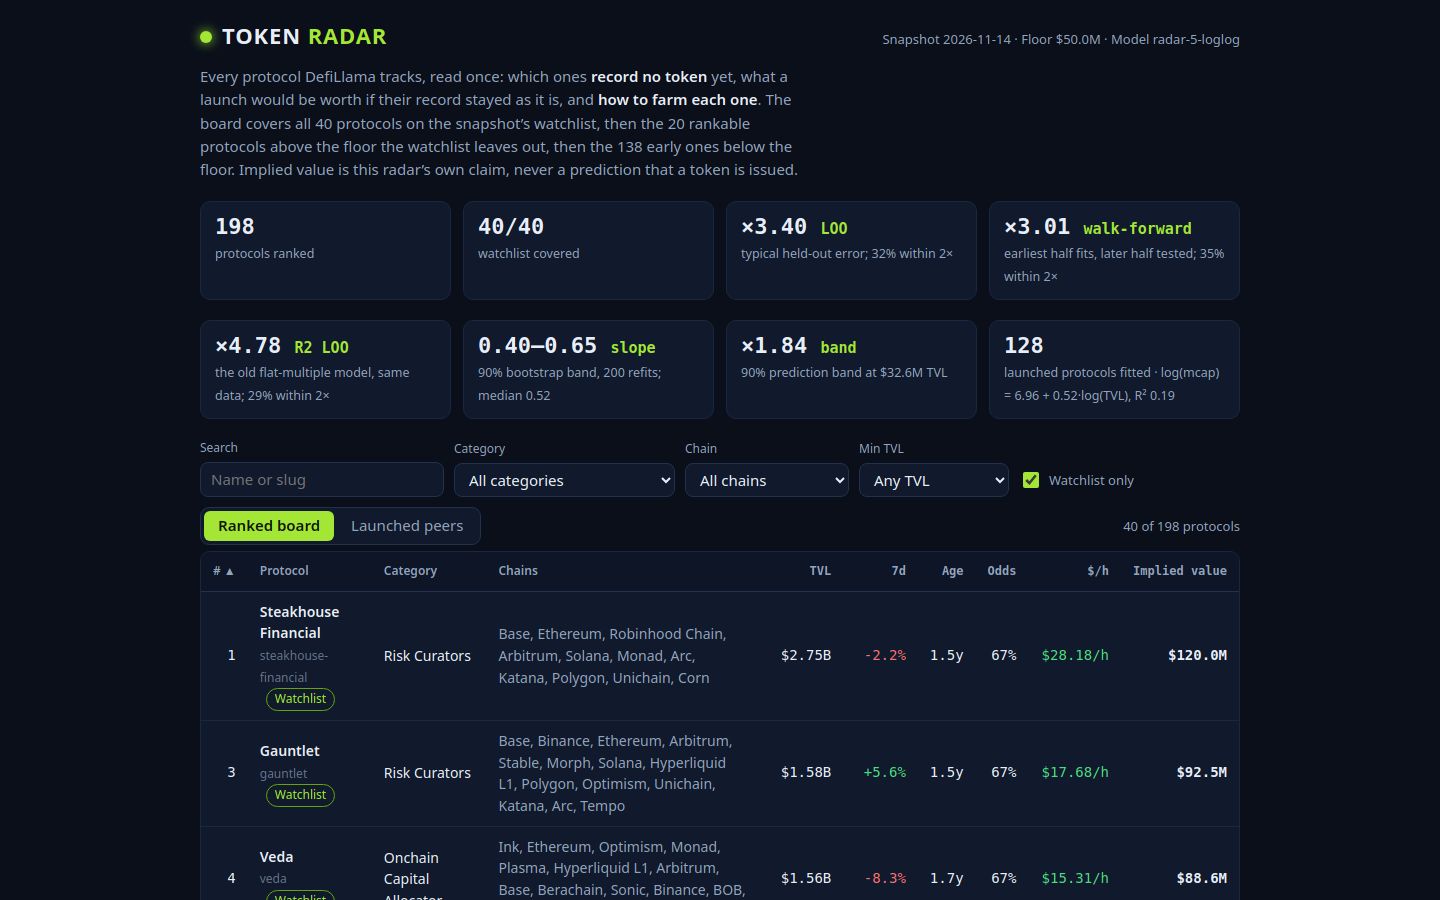 TOKEN RADAR
Snapshot 2026-11-14 · Floor $50.0M · Model radar-5-loglog
Every protocol DefiLlama tracks, read once: which ones record no token yet, what a
launch would be worth if their record stayed as it is, and how to farm each one. The
board covers all 40 protocols on the snapshot’s watchlist, then the 20 rankable
protocols above the floor the watchlist leaves out, then the 138 early ones below the
floor. Implied value is this radar’s own claim, never a prediction that a token is issued.
198
protocols ranked
40/40
watchlist covered
×3.40 LOO
typical held-out error; 32% within 2×
×3.01 walk-forward
earliest half fits, later half tested; 35%
within 2×
×4.78 R2 LOO
the old flat-multiple model, same
data; 29% within 2×
0.40–0.65 slope
90% bootstrap band, 200 refits;
median 0.52
×1.84 band
90% prediction band at $32.6M TVL
128
launched protocols fitted · log(mcap)
= 6.96 + 0.52·log(TVL), R² 0.19
Search
Category
Chain
Min TVL
Name or slug
All categories
All chains
Any TVL
Watchlist only
Ranked board
Launched peers
40 of 198 protocols
# ▲ Protocol Category Chains TVL 7d Age Odds $/h Implied value
Steakhouse
Financial
steakhouse-
financial
Watchlist
1
Risk Curators
Base, Ethereum, Robinhood Chain,
Arbitrum, Solana, Monad, Arc,
Katana, Polygon, Unichain, Corn
$2.75B -2.2% 1.5y 67% $28.18/h $120.0M
Gauntlet
gauntlet
Watchlist
3
Risk Curators
Base, Binance, Ethereum, Arbitrum,
Stable, Morph, Solana, Hyperliquid
L1, Polygon, Optimism, Unichain,
Katana, Arc, Tempo
$1.58B +5.6% 1.5y 67% $17.68/h $92.5M
Veda
veda
Watchlist
4
Onchain
Capital
Allocator
Ink, Ethereum, Optimism, Monad,
Plasma, Hyperliquid L1, Arbitrum,
Base, Berachain, Sonic, Binance, BOB,
$1.56B -8.3% 1.7y 67% $15.31/h $88.6M